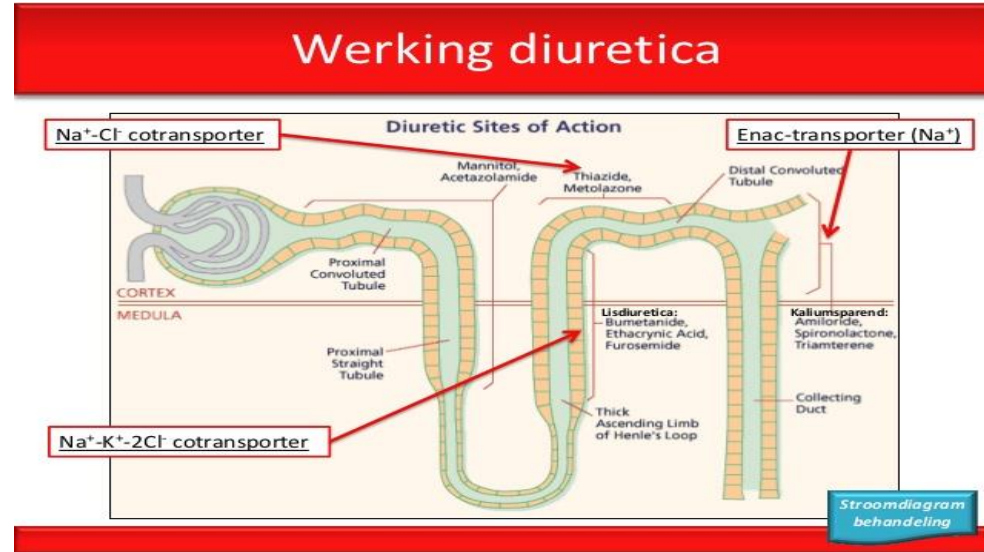 Werking diuretica
Na⁺-Cl⁻ cotransporter
Diuretic Sites of Action
Enac-transporter (Na⁺)
Mannitol,
Acetazolamide
Thiazide,
Metolazone
Distal Convoluted
Tubule
Proximal
Convoluted
Tubule
CORTEX
MEDULA
Lisdiuretica:
Bumetanide,
Ethacrynic Acid,
Furosemide
Kaliumsparend:
Amiloride,
Spironolactone,
Triamterene
Proximal
Straight
Tubule
Collecting
Duct
Thick
Ascending Limb
of Henle's Loop
Na⁺-K⁺-2Cl⁻ cotransporter
Stroomdiagram
behandeling